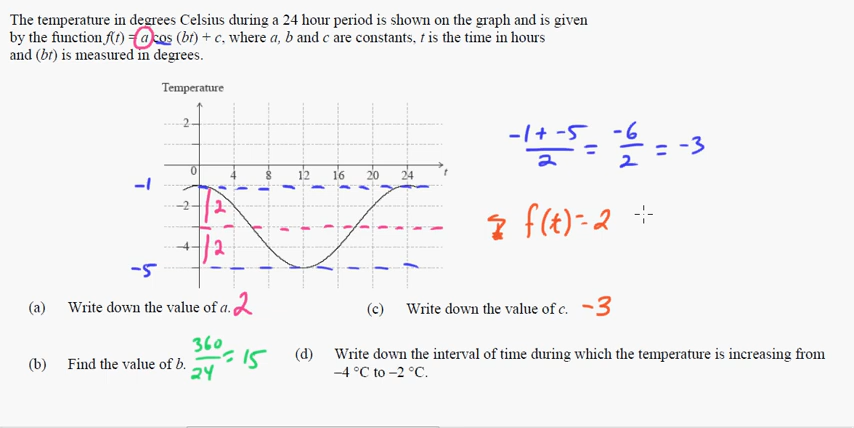 The temperature in degrees Celsius during a 24 hour period is shown on the graph and is given
by the function f(t) = a cos (bt) + c, where a, b and c are constants, t is the time in hours
and (bt) is measured in degrees.
Temperature
2
0 4 8 12 16 20 24 t
-1
-2
2
-4
2
-5
-1 + -5 / 2 = -6 / 2 = -3
f(t) = 2
(a) Write down the value of a. 2
(c) Write down the value of c. -3
(b) Find the value of b. 360 / 24 = 15
(d) Write down the interval of time during which the temperature is increasing from
–4 °C to –2 °C.